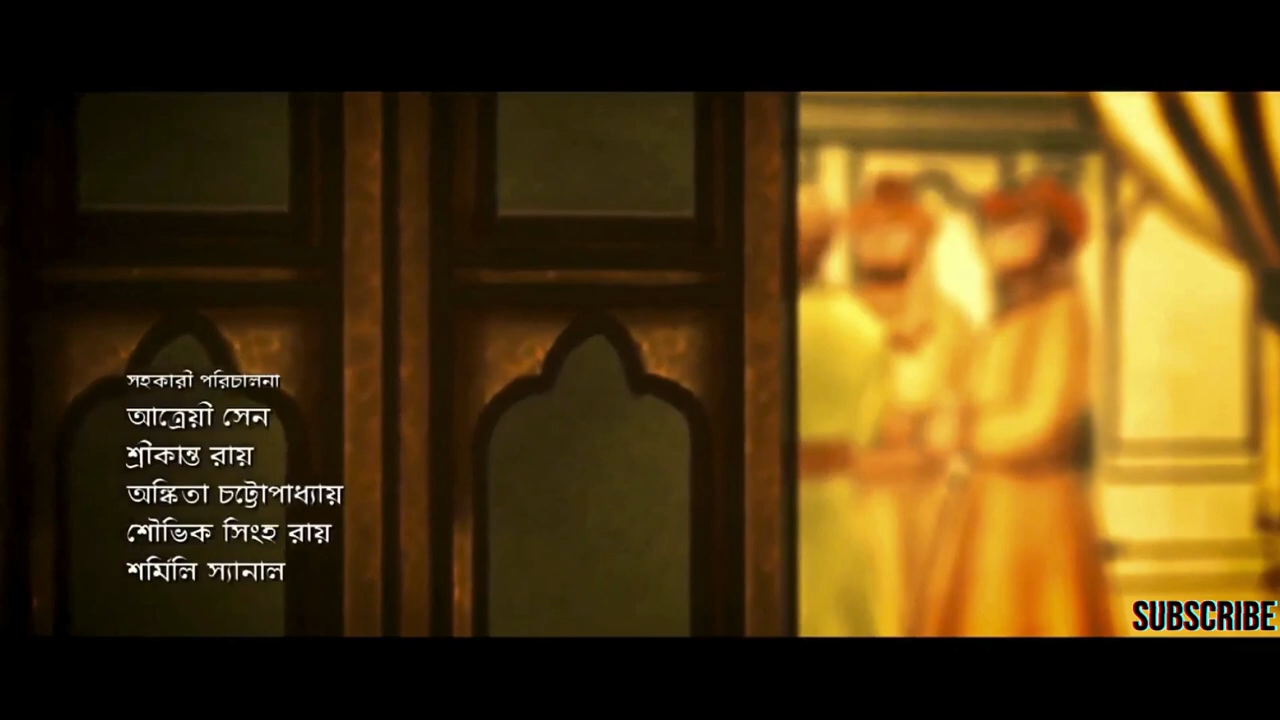 সহকারী পরিচালনা
আত্রেয়ী সেন
শ্রীকান্ত রায়
অঙ্কিতা চট্টোপাধ্যায়
শৌভিক সিংহ রায়
শর্মিলি স্যানাল
SUBSCRIBE